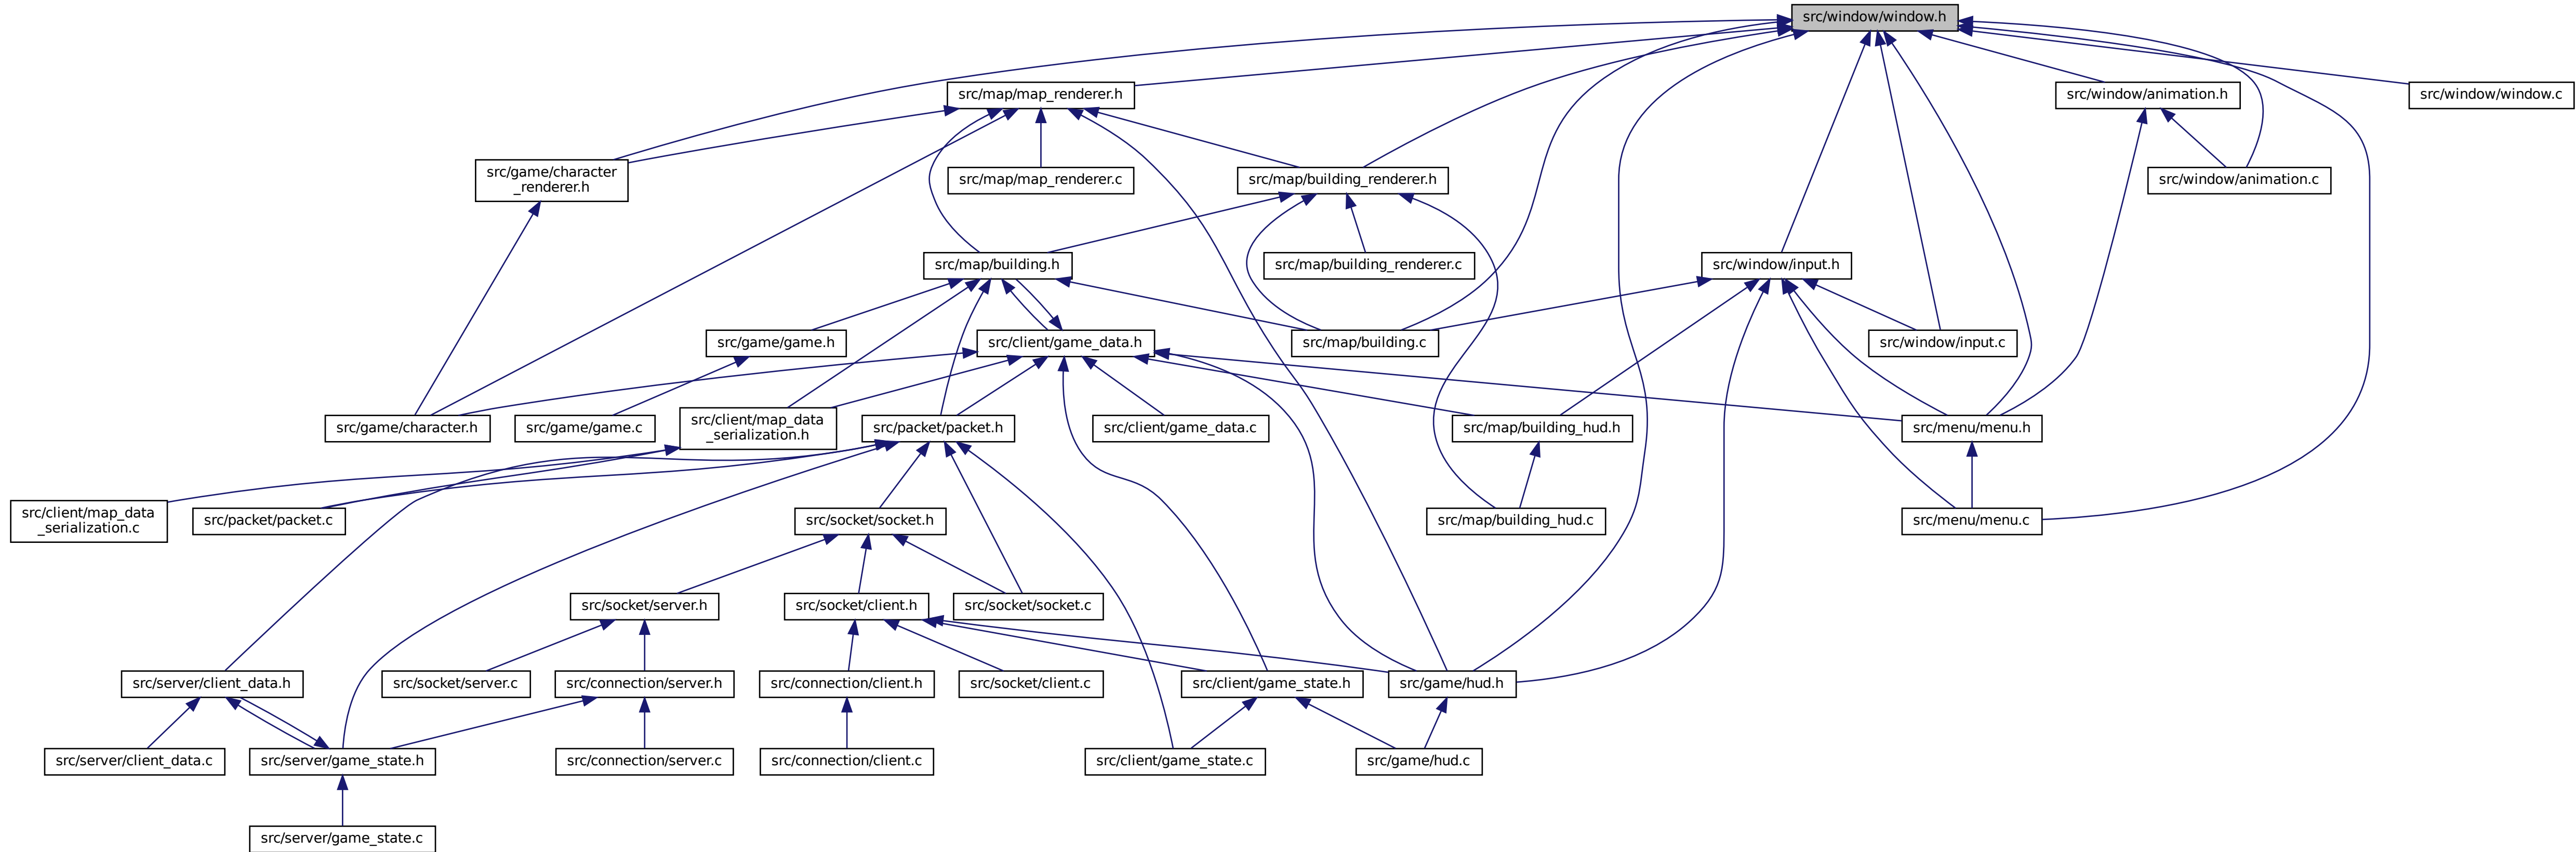 src/window/window.h
src/map/map_renderer.h
src/window/animation.h
src/window/window.c
src/game/character
_renderer.h
src/map/map_renderer.c
src/map/building_renderer.h
src/window/animation.c
src/map/building.h
src/map/building_renderer.c
src/window/input.h
src/game/game.h
src/client/game_data.h
src/map/building.c
src/window/input.c
src/game/character.h
src/game/game.c
src/client/map_data
_serialization.h
src/packet/packet.h
src/client/game_data.c
src/map/building_hud.h
src/menu/menu.h
src/client/map_data
_serialization.c
src/packet/packet.c
src/socket/socket.h
src/map/building_hud.c
src/menu/menu.c
src/socket/server.h
src/socket/client.h
src/socket/socket.c
src/server/client_data.h
src/socket/server.c
src/connection/server.h
src/connection/client.h
src/socket/client.c
src/client/game_state.h
src/game/hud.h
src/server/client_data.c
src/server/game_state.h
src/connection/server.c
src/connection/client.c
src/client/game_state.c
src/game/hud.c
src/server/game_state.c